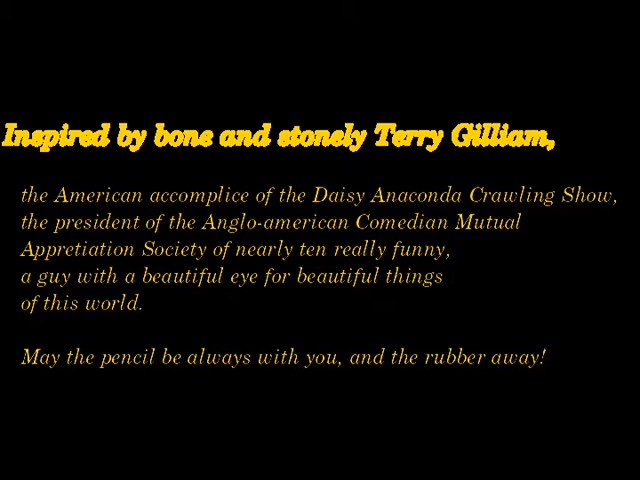 Inspired by bone and stonely Terry Gilliam,
the American accomplice of the Daisy Anaconda Crawling Show,
the president of the Anglo-american Comedian Mutual
Appretiation Society of nearly ten really funny,
a guy with a beautiful eye for beautiful things
of this world.
May the pencil be always with you, and the rubber away!